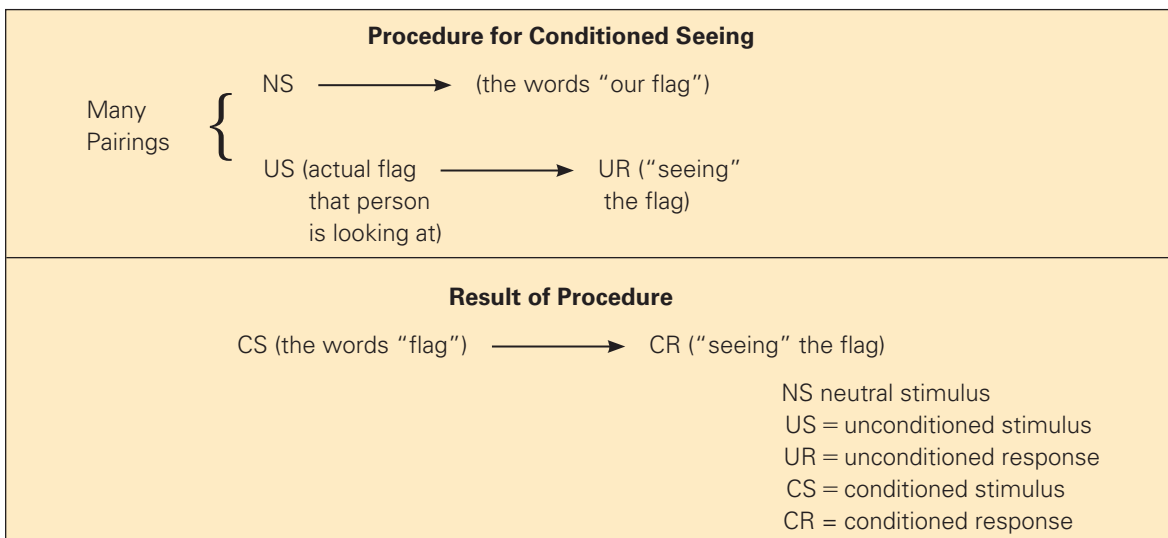 Procedure for Conditioned Seeing
NS (the words “our flag”)
Many
Pairings
{
US (actual flag UR (“seeing”
that person the flag)
is looking at)
Result of Procedure
CS (the words “flag”) CR (“seeing” the flag)
NS neutral stimulus
US = unconditioned stimulus
UR = unconditioned response
CS = conditioned stimulus
CR = conditioned response